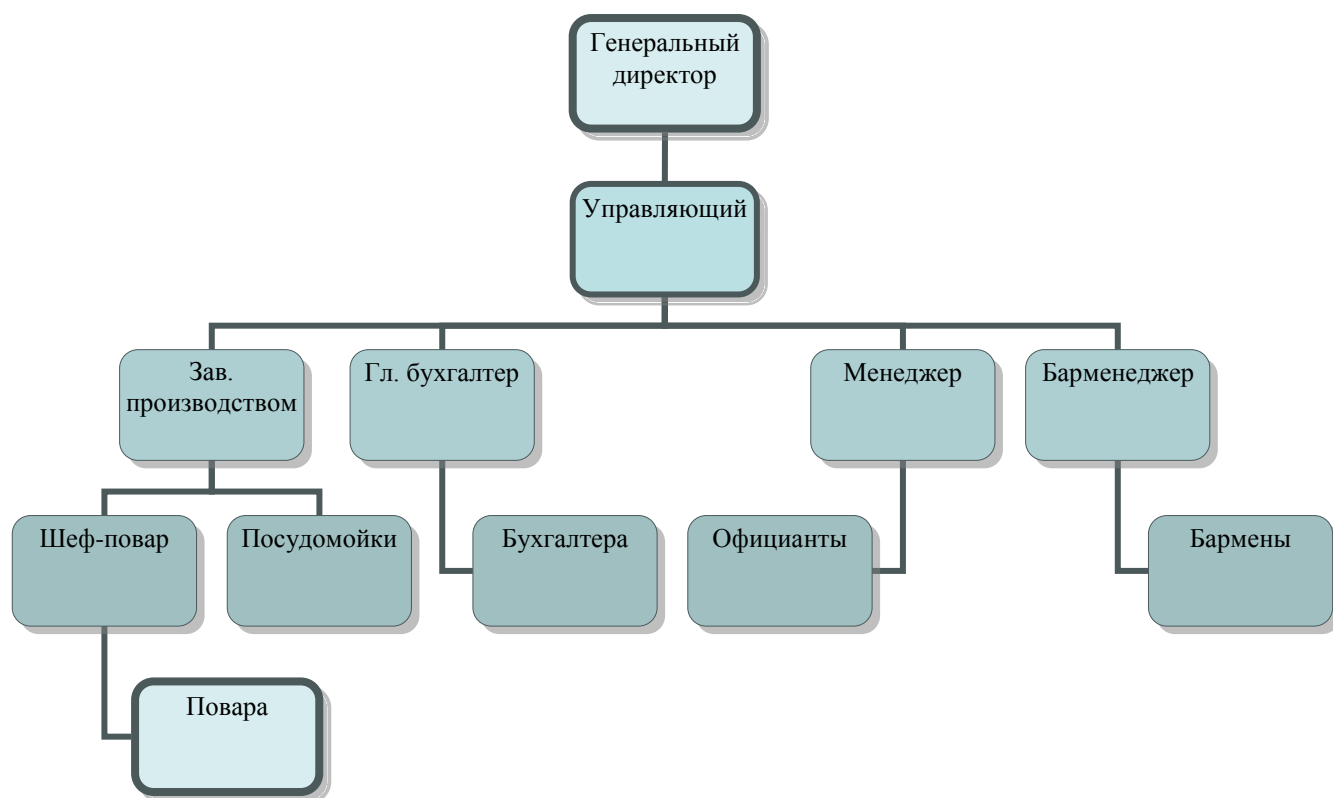 Генеральный
директор
Управляющий
Зав.
производством
Гл. бухгалтер
Менеджер
Барменеджер
Шеф-повар
Посудомойки
Бухгалтера
Официанты
Бармены
Повара